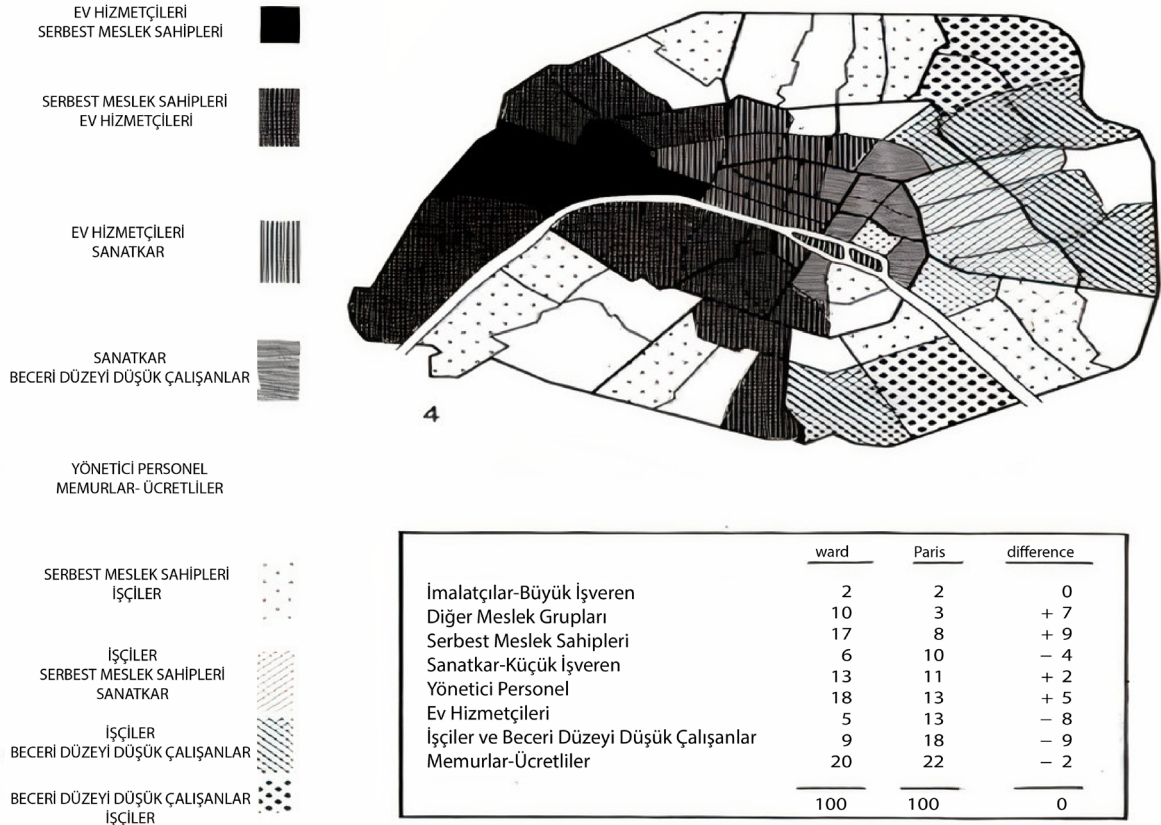 EV HİZMETÇİLERİ
SERBEST MESLEK SAHİPLERİ
SERBEST MESLEK SAHİPLERİ
EV HİZMETÇİLERİ
EV HİZMETÇİLERİ
SANATKAR
SANATKAR
BECERİ DÜZEYİ DÜŞÜK ÇALIŞANLAR
YÖNETİCİ PERSONEL
MEMURLAR- ÜCRETLİLER
SERBEST MESLEK SAHİPLERİ
İŞÇİLER
İŞÇİLER
SERBEST MESLEK SAHİPLERİ
SANATKAR
İŞÇİLER
BECERİ DÜZEYİ DÜŞÜK ÇALIŞANLAR
BECERİ DÜZEYİ DÜŞÜK ÇALIŞANLAR
İŞÇİLER
4
ward Paris difference
İmalatçılar-Büyük İşveren 2 2 0
Diğer Meslek Grupları 10 3 + 7
Serbest Meslek Sahipleri 17 8 + 9
Sanatkar-Küçük İşveren 6 10 − 4
Yönetici Personel 13 11 + 2
Ev Hizmetçileri 18 13 + 5
İşçiler ve Beceri Düzeyi Düşük Çalışanlar 5 13 − 8
Memurlar-Ücretliler 9 18 − 9
20 22 − 2
100 100 0